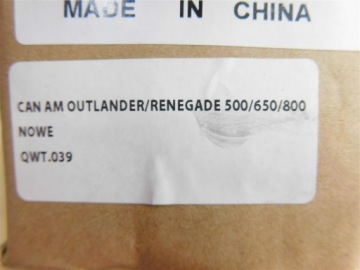 MADE IN CHINA
CAN AM OUTLANDER/RENEGADE 500/650/800
NOWE
QWT.039